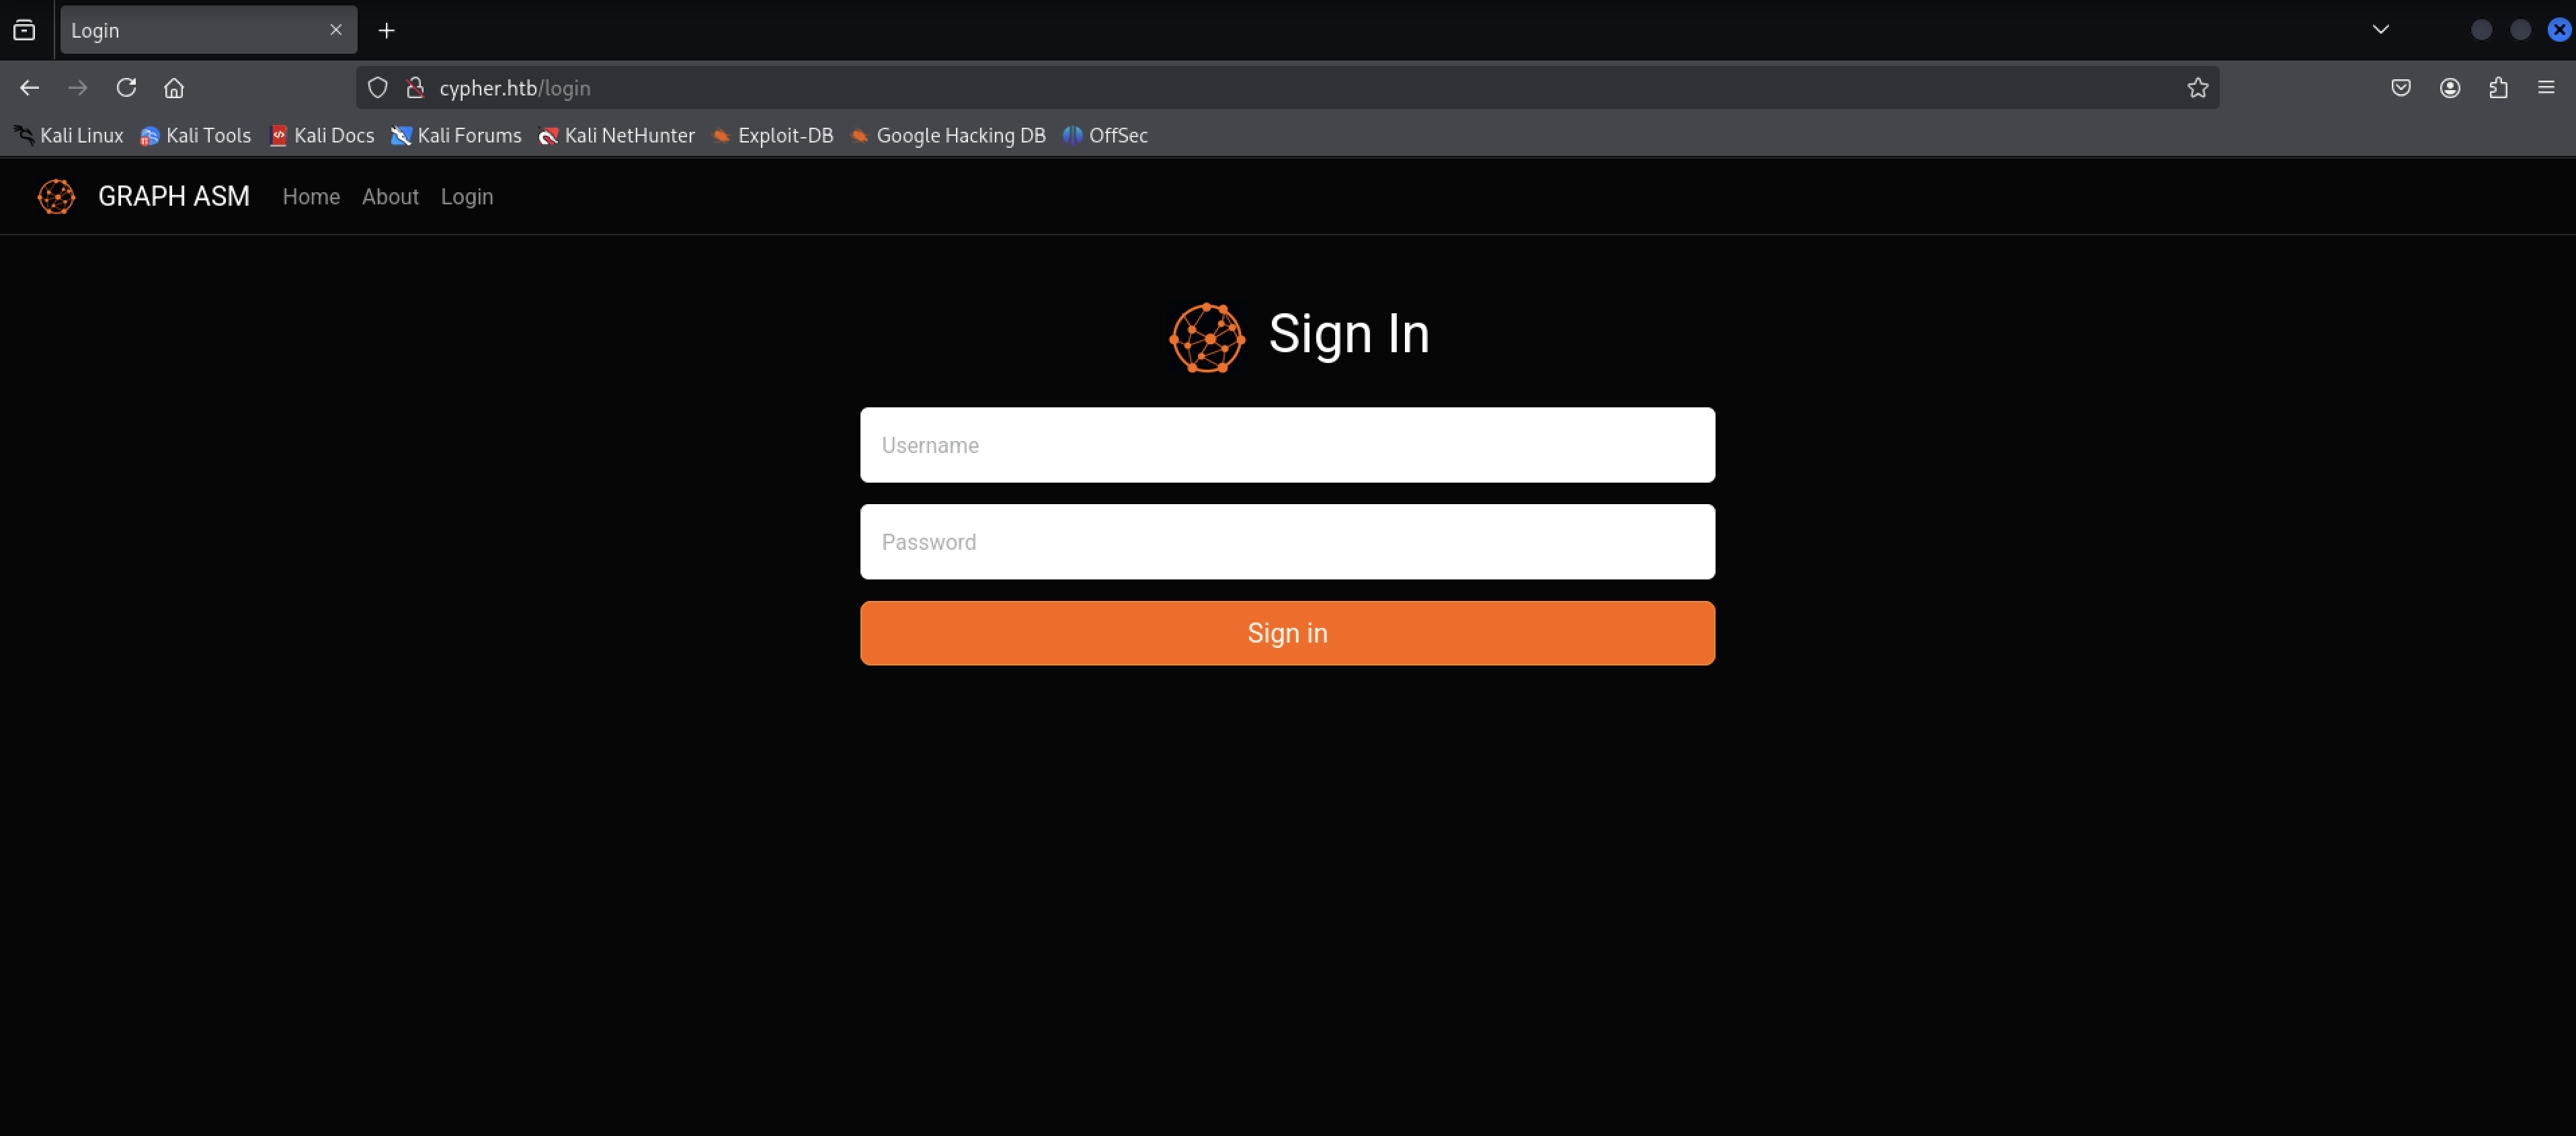 Login
cypher.htb/login
Kali Linux Kali Tools Kali Docs Kali Forums Kali NetHunter Exploit-DB Google Hacking DB OffSec
GRAPH ASM Home About Login
Sign In
Username
Password
Sign in